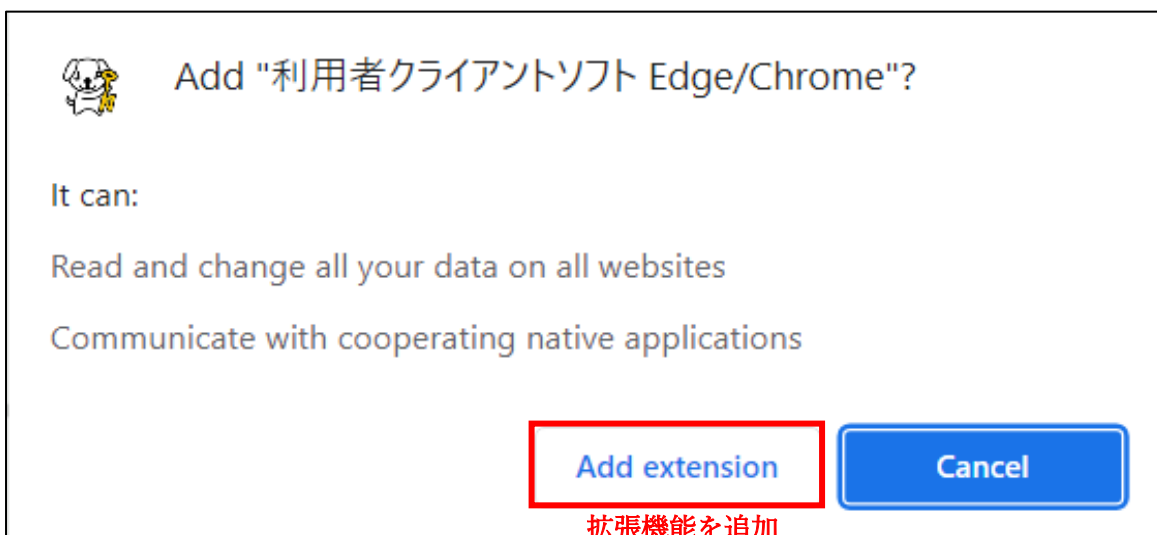 Add "利用者クライアントソフト Edge/Chrome"?
It can:
Read and change all your data on all websites
Communicate with cooperating native applications
Add extension
Cancel
拡張機能を追加